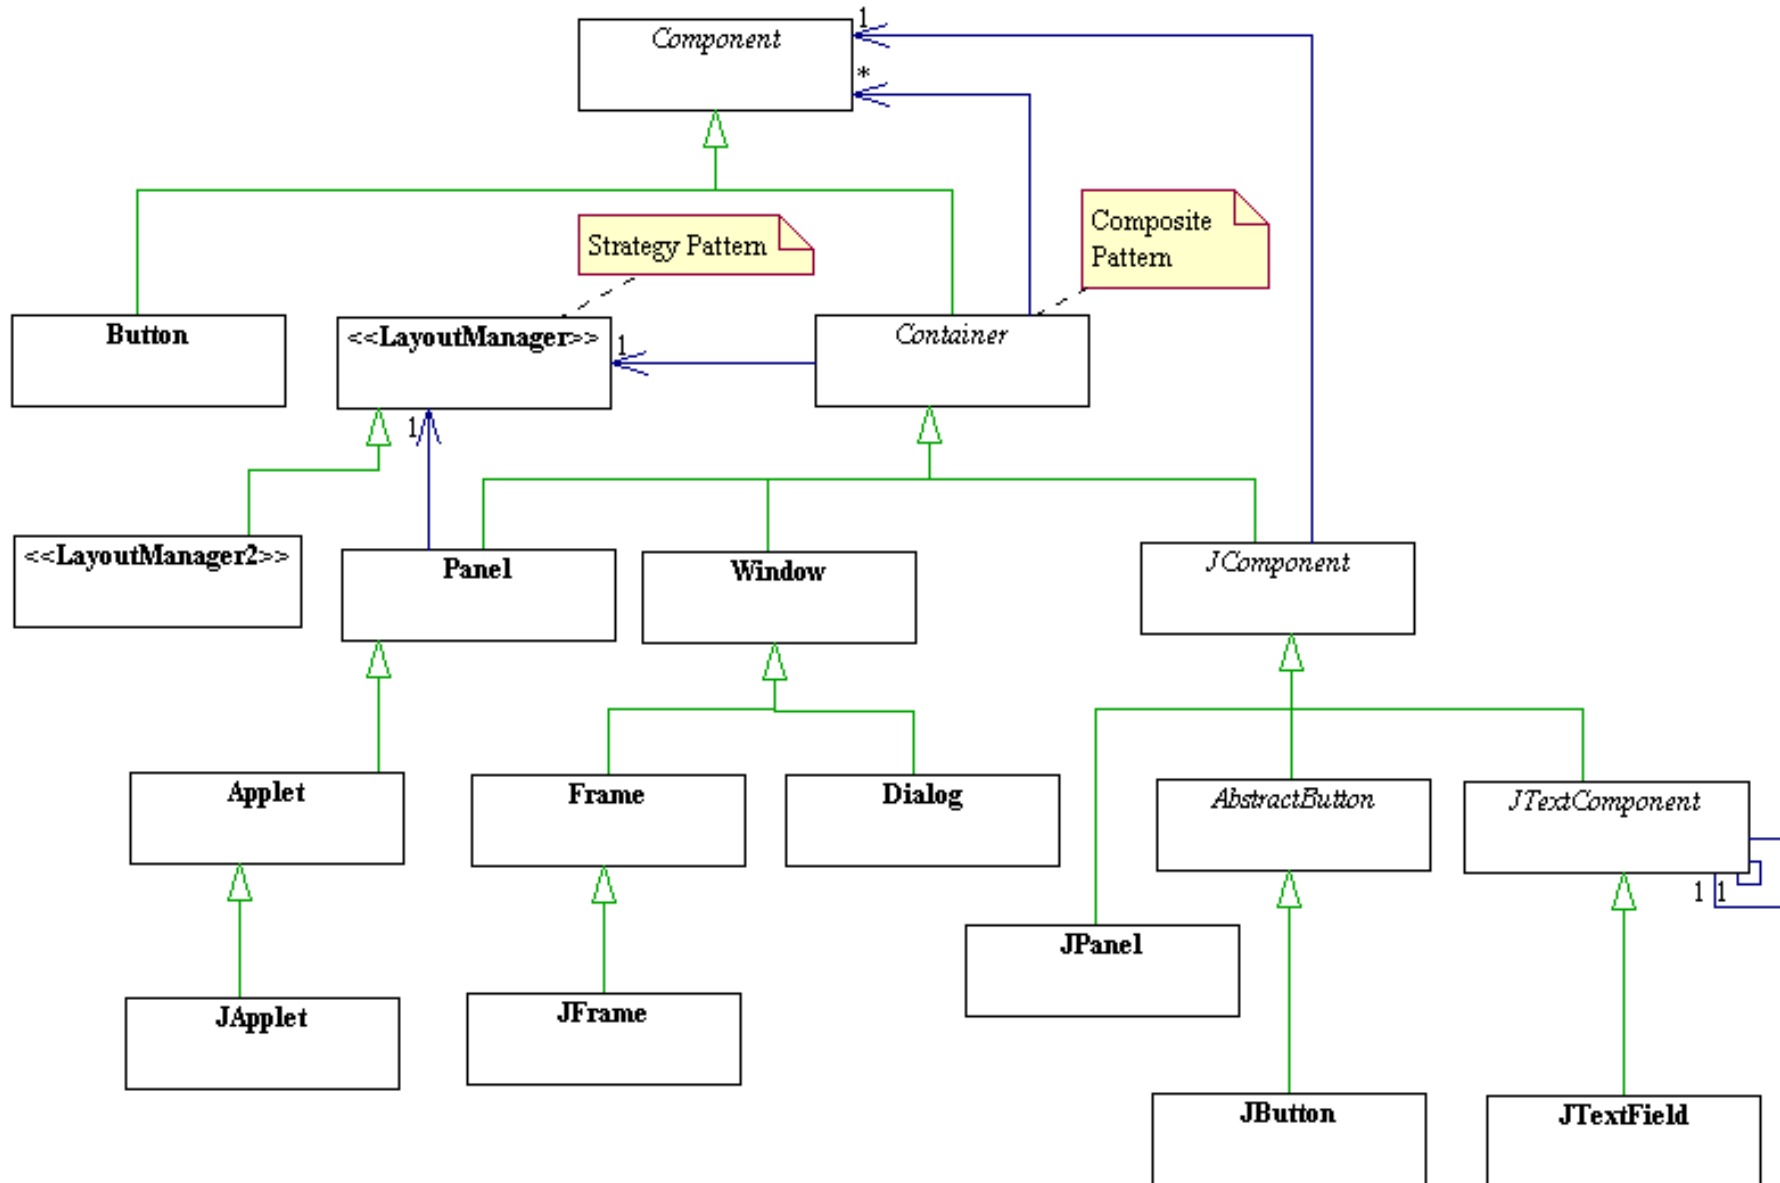 Component
1
*
Strategy Pattern
Composite
Pattern
Button
<<LayoutManager>>
1
Container
1
<<LayoutManager2>>
Panel
Window
JComponent
Applet
Frame
Dialog
AbstractButton
JTextComponent
1
1
JPanel
JApplet
JFrame
JButton
JTextField